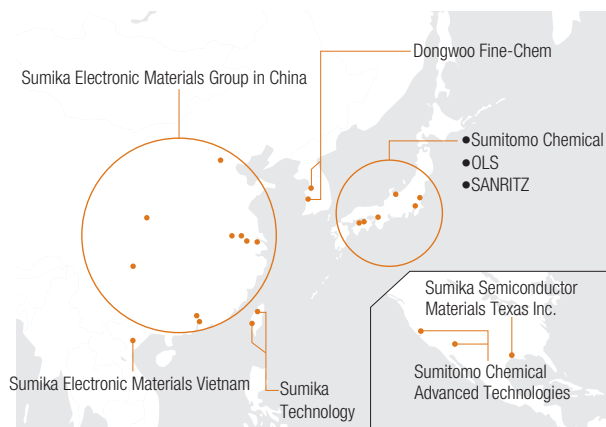 Dongwoo Fine-Chem
Sumika Electronic Materials Group in China
●Sumitomo Chemical
●OLS
●SANRITZ
Sumika Semiconductor
Materials Texas Inc.
Sumitomo Chemical
Advanced Technologies
Sumika Electronic Materials Vietnam
Sumika
Technology